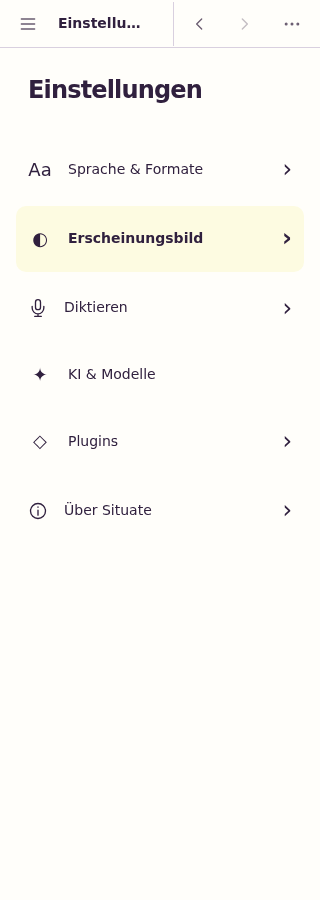 Einstellu...
Einstellungen
Aa Sprache & Formate
Erscheinungsbild
Diktieren
KI & Modelle
Plugins
Über Situate